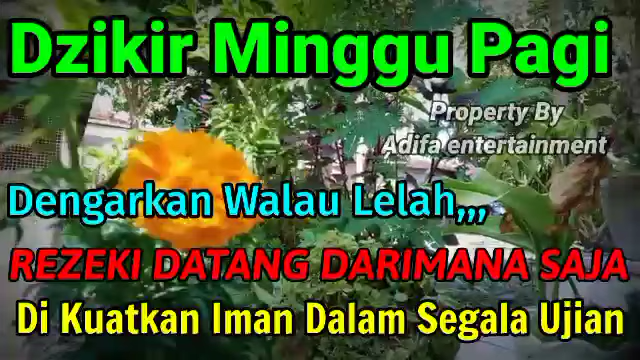 Dzikir Minggu Pagi
Property By
Adifa entertainment
Dengarkan Walau Lelah,,,
REZEKI DATANG DARIMANA SAJA
Di Kuatkan Iman Dalam Segala Ujian